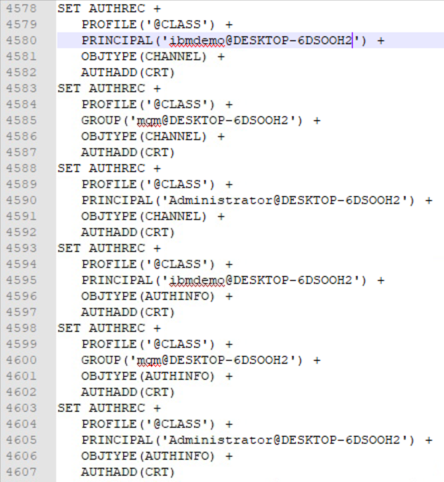 4578 SET AUTHREC +
4579 PROFILE('@CLASS') +
4580 PRINCIPAL('ibmdemo@DESKTOP-6DSOOH2') +
4581 OBJTYPE(CHANNEL) +
4582 AUTHADD(CRT)
4583 SET AUTHREC +
4584 PROFILE('@CLASS') +
4585 GROUP('mqm@DESKTOP-6DSOOH2') +
4586 OBJTYPE(CHANNEL) +
4587 AUTHADD(CRT)
4588 SET AUTHREC +
4589 PROFILE('@CLASS') +
4590 PRINCIPAL('Administrator@DESKTOP-6DSOOH2') +
4591 OBJTYPE(CHANNEL) +
4592 AUTHADD(CRT)
4593 SET AUTHREC +
4594 PROFILE('@CLASS') +
4595 PRINCIPAL('ibmdemo@DESKTOP-6DSOOH2') +
4596 OBJTYPE(AUTHINFO) +
4597 AUTHADD(CRT)
4598 SET AUTHREC +
4599 PROFILE('@CLASS') +
4600 GROUP('mqm@DESKTOP-6DSOOH2') +
4601 OBJTYPE(AUTHINFO) +
4602 AUTHADD(CRT)
4603 SET AUTHREC +
4604 PROFILE('@CLASS') +
4605 PRINCIPAL('Administrator@DESKTOP-6DSOOH2') +
4606 OBJTYPE(AUTHINFO) +
4607 AUTHADD(CRT)